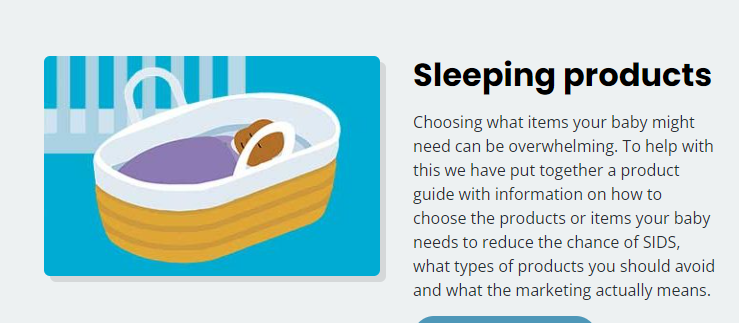 Sleeping products
Choosing what items your baby might
need can be overwhelming. To help with
this we have put together a product
guide with information on how to
choose the products or items your baby
needs to reduce the chance of SIDS,
what types of products you should avoid
and what the marketing actually means.